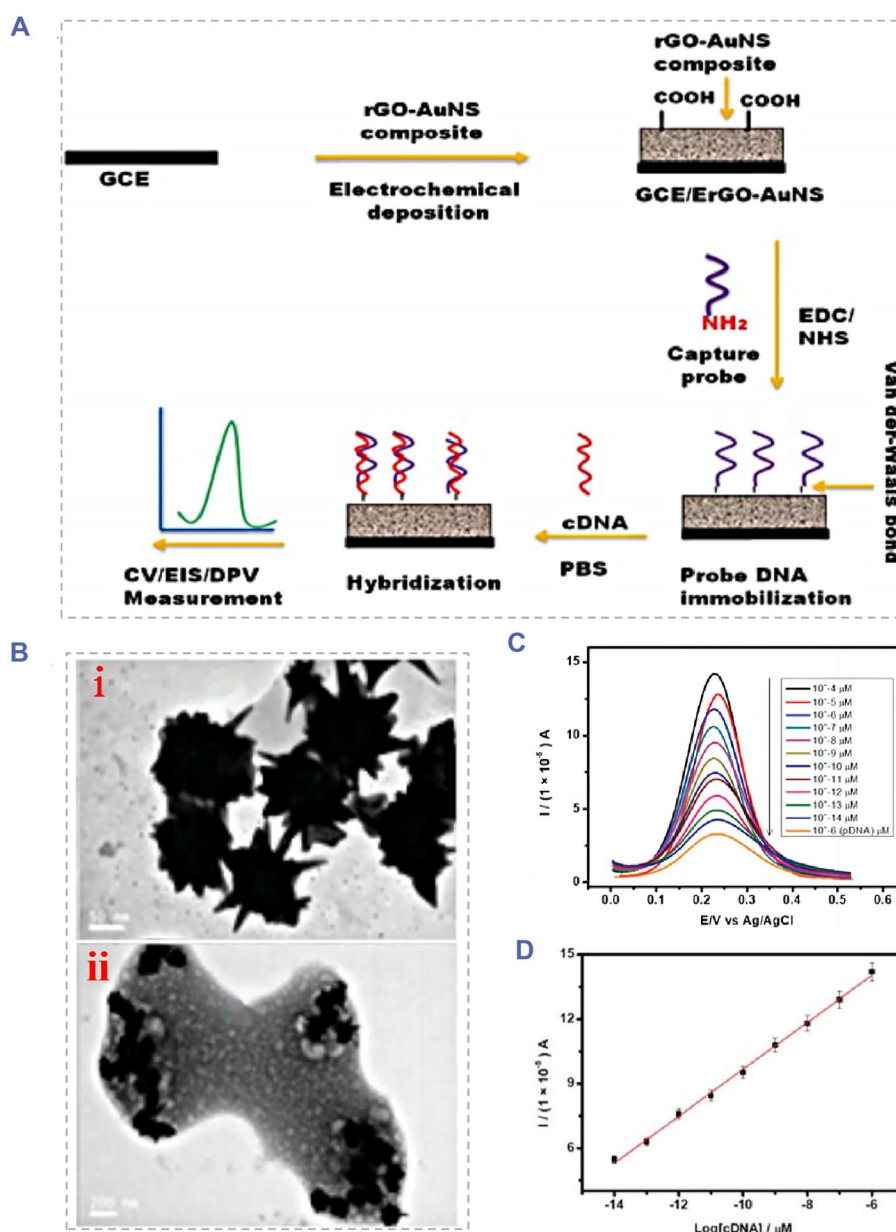 A
rGO-AuNS
composite
COOH
COOH
rGO-AuNS
composite
GCE
Electrochemical
deposition
GCE/ErGO-AuNS
NH2
EDC/
NHS
Capture
probe
Van der-Waals bond
cDNA
PBS
CV/EIS/DPV
Measurement
Hybridization
Probe DNA
immobilization
B
i
ii
200 nm
C
15
10
5
0
I / (1 × 10⁻⁵) A
0.0 0.1 0.2 0.3 0.4 0.5 0.6
E/V vs Ag/AgCl
10^-4 μM
10^-5 μM
10^-6 μM
10^-7 μM
10^-8 μM
10^-9 μM
10^-10 μM
10^-11 μM
10^-12 μM
10^-13 μM
10^-14 μM
10^-6 (pDNA) μM
D
15
12
9
6
I / (1 × 10⁻⁵) A
-14 -12 -10 -8 -6
Log[cDNA] / μM